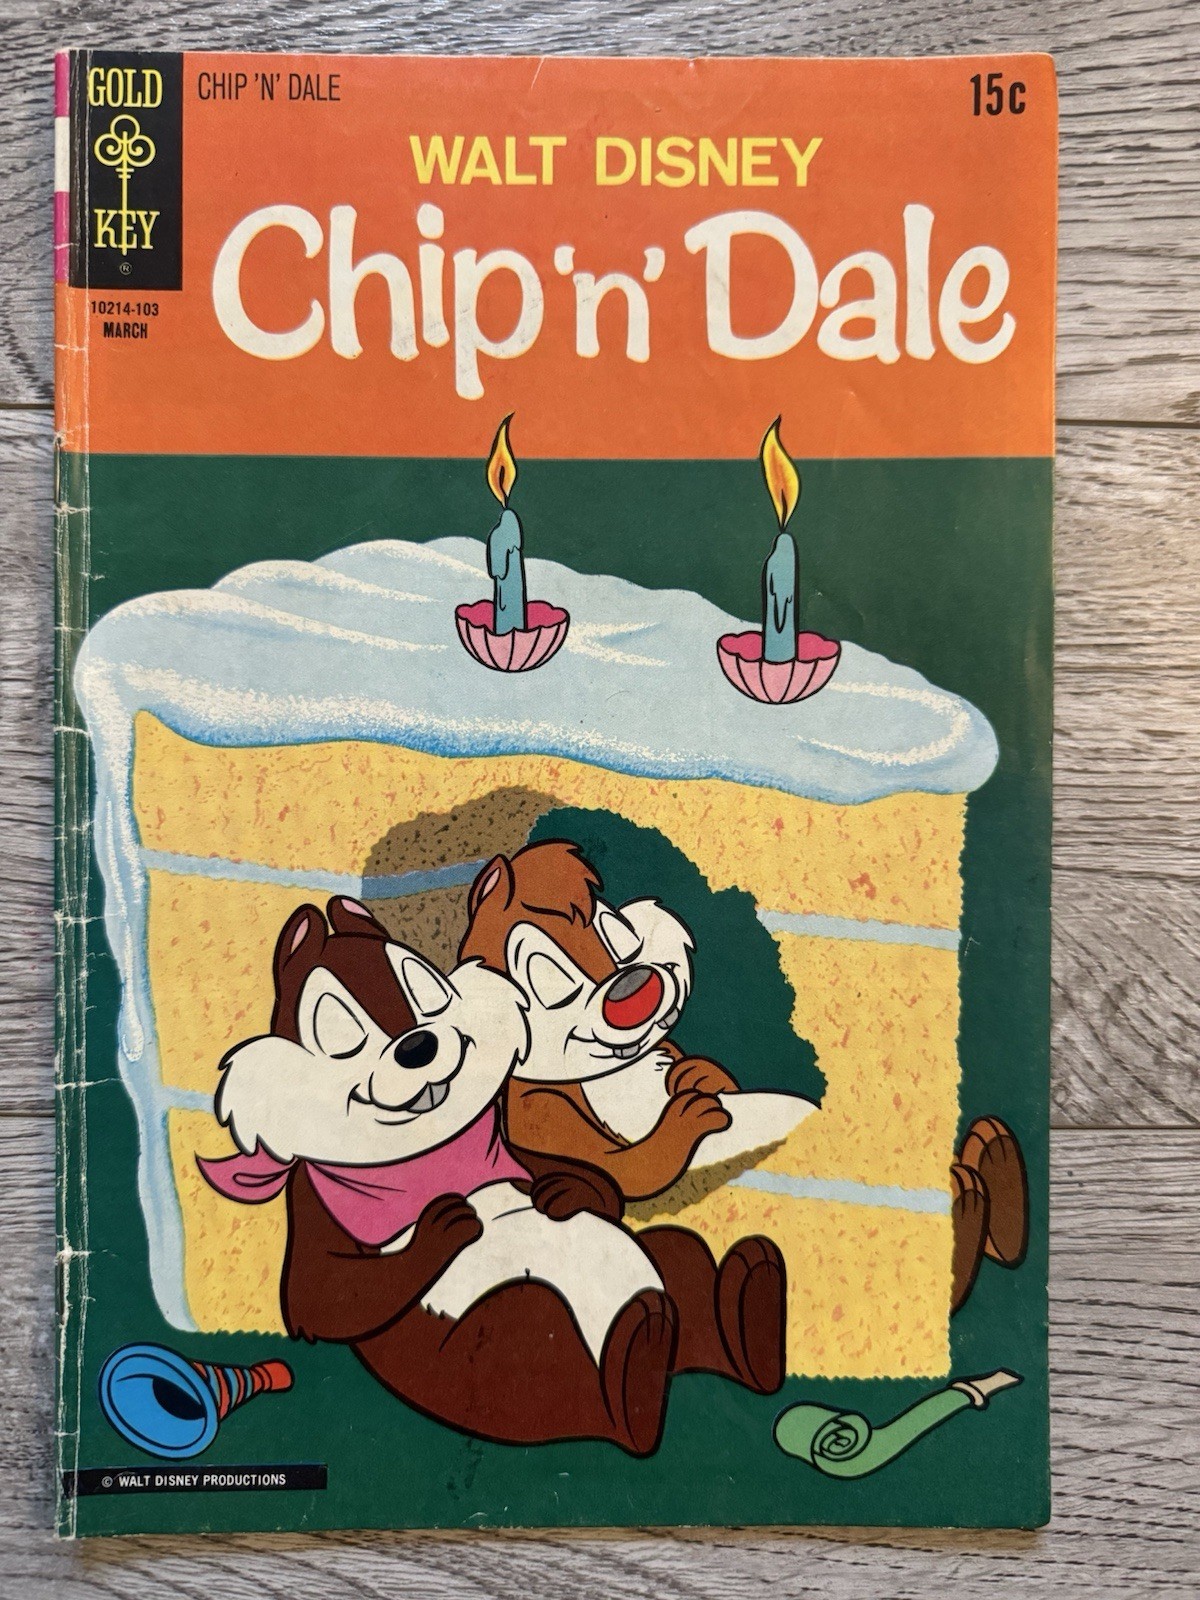 GOLD
KEY
®
10214-103
MARCH
CHIP 'N' DALE
15c
WALT DISNEY
Chip 'n' Dale
© WALT DISNEY PRODUCTIONS